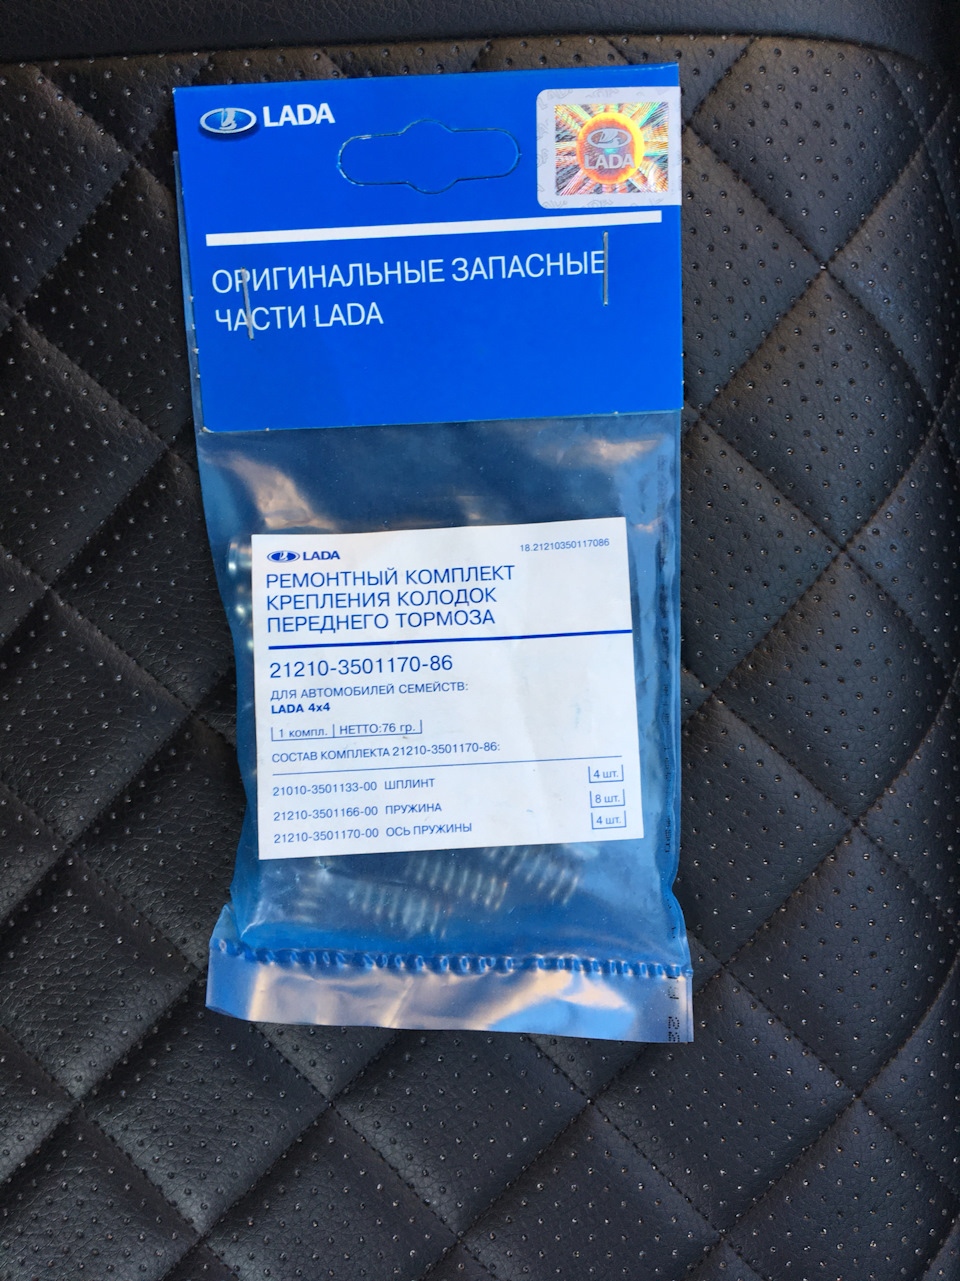 LADA
LADA
ОРИГИНАЛЬНЫЕ ЗАПАСНЫЕ
ЧАСТИ LADA
LADA
18.21210350117086
РЕМОНТНЫЙ КОМПЛЕКТ
КРЕПЛЕНИЯ КОЛОДОК
ПЕРЕДНЕГО ТОРМОЗА
21210-3501170-86
ДЛЯ АВТОМОБИЛЕЙ СЕМЕЙСТВ:
LADA 4x4
1 компл. НЕТТО:76 гр.
СОСТАВ КОМПЛЕКТА 21210-3501170-86:
21010-3501133-00 ШПЛИНТ 4 шт.
21210-3501166-00 ПРУЖИНА 8 шт.
21210-3501170-00 ОСЬ ПРУЖИНЫ 4 шт.